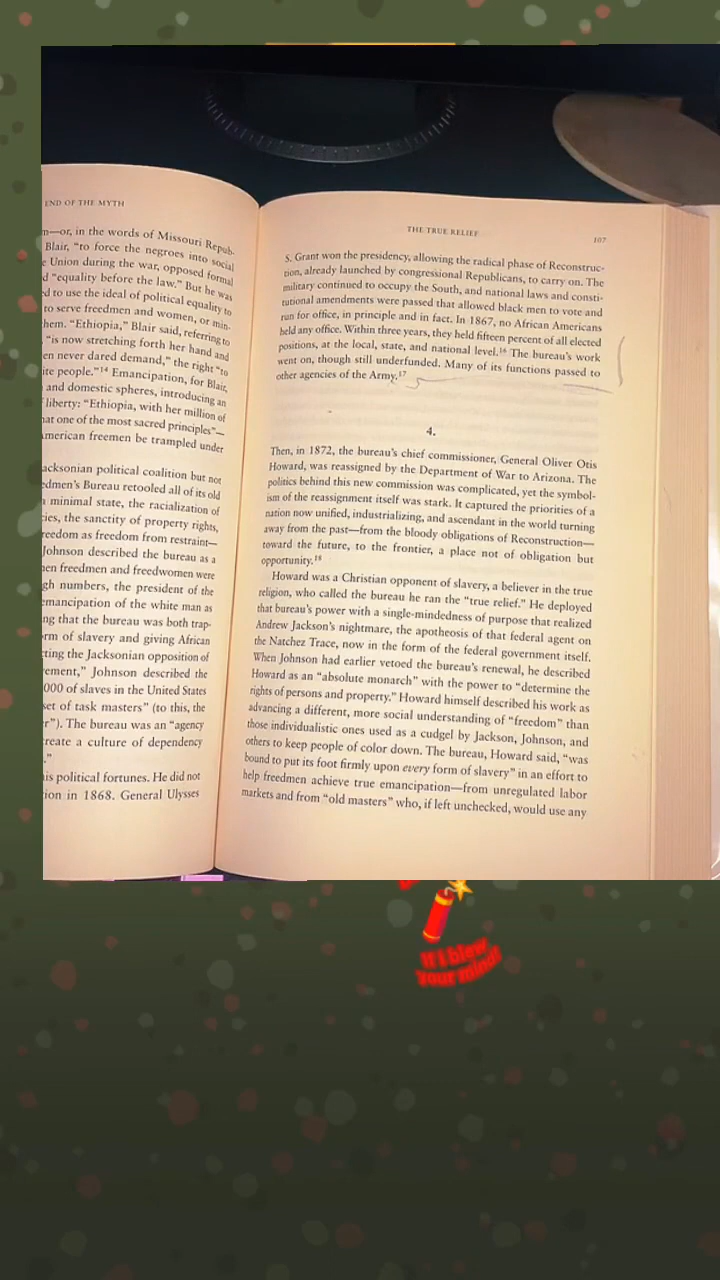 END OF THE MYTH
n—or, in the words of Missouri Repub-
Blair, “to force the negroes into social
e Union during the war, opposed formal
d “equality before the law.” But he was
ed to use the ideal of political equality to
to serve freedmen and women, or min-
hem. “Ethiopia,” Blair said, referring to
“is now stretching forth her hand and
en never dared demand,” the right “to
ite people.”14 Emancipation, for Blair,
and domestic spheres, introducing an
liberty: “Ethiopia, with her million of
hat one of the most sacred principles”—
merican freemen be trampled under
acksonian political coalition but not
edmen’s Bureau retooled all of its old
minimal state, the racialization of
ies, the sanctity of property rights,
reedom as freedom from restraint—
Johnson described the bureau as a
en freedmen and freedwomen were
gh numbers, the president of the
emancipation of the white man as
ng that the bureau was both trap-
rm of slavery and giving African
ting the Jacksonian opposition of
ement,” Johnson described the
000 of slaves in the United States
set of task masters” (to this, the
r”). The bureau was an “agency
create a culture of dependency
.”
is political fortunes. He did not
ion in 1868. General Ulysses
THE TRUE RELIEF 107
S. Grant won the presidency, allowing the radical phase of Reconstruc-
tion, already launched by congressional Republicans, to carry on. The
military continued to occupy the South, and national laws and consti-
tutional amendments were passed that allowed black men to vote and
run for office, in principle and in fact. In 1867, no African Americans
held any office. Within three years, they held fifteen percent of all elected
positions, at the local, state, and national level.16 The bureau’s work
went on, though still underfunded. Many of its functions passed to
other agencies of the Army.17
4.
Then, in 1872, the bureau’s chief commissioner, General Oliver Otis
Howard, was reassigned by the Department of War to Arizona. The
politics behind this new commission was complicated, yet the symbol-
ism of the reassignment itself was stark. It captured the priorities of a
nation now unified, industrializing, and ascendant in the world turning
away from the past—from the bloody obligations of Reconstruction—
toward the future, to the frontier, a place not of obligation but
opportunity.18
Howard was a Christian opponent of slavery, a believer in the true
religion, who called the bureau he ran the “true relief.” He deployed
that bureau’s power with a single-mindedness of purpose that realized
Andrew Jackson’s nightmare, the apotheosis of that federal agent on
the Natchez Trace, now in the form of the federal government itself.
When Johnson had earlier vetoed the bureau’s renewal, he described
Howard as an “absolute monarch” with the power to “determine the
rights of persons and property.” Howard himself described his work as
advancing a different, more social understanding of “freedom” than
those individualistic ones used as a cudgel by Jackson, Johnson, and
others to keep people of color down. The bureau, Howard said, “was
bound to put its foot firmly upon every form of slavery” in an effort to
help freedmen achieve true emancipation—from unregulated labor
markets and from “old masters” who, if left unchecked, would use any
If I blew
your mind!